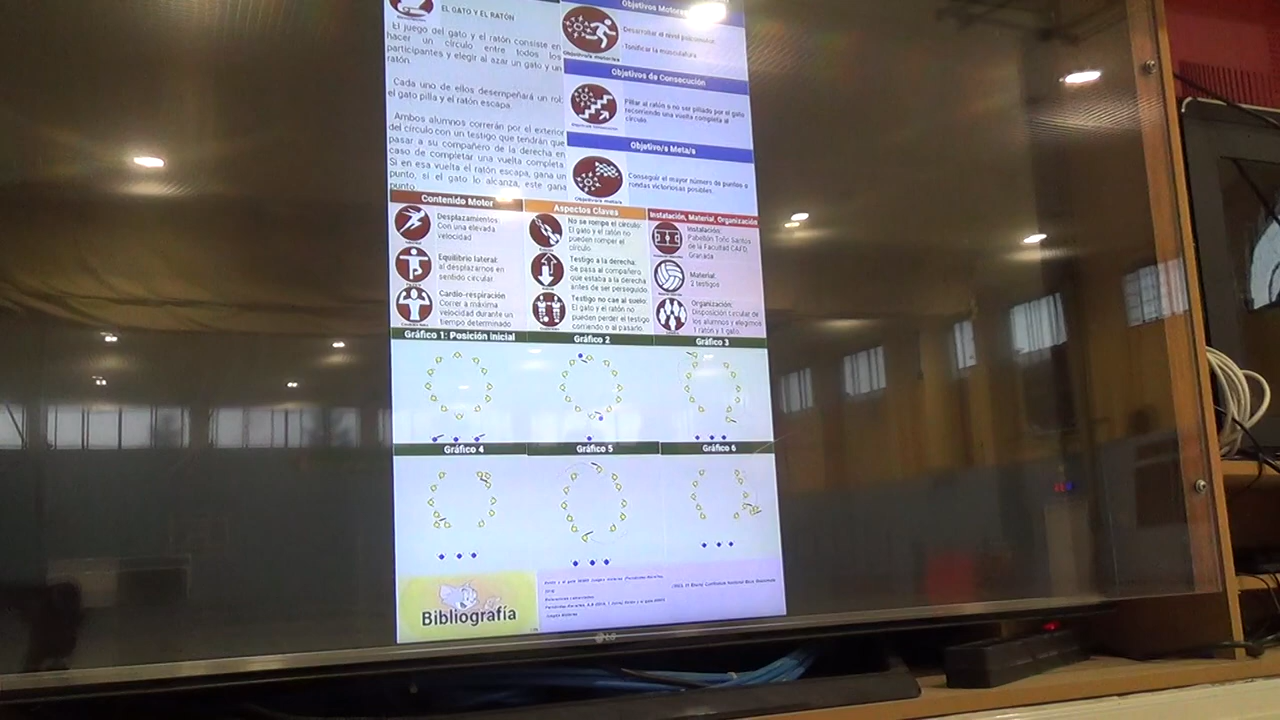 EL GATO Y EL RATÓN
El juego del gato y el ratón consiste en
hacer un círculo entre todos los
participantes y elegir al azar un gato y un
ratón.
Cada uno de ellos desempeñará un rol:
el gato pilla y el ratón escapa.
Ambos alumnos correrán por el exterior
del círculo con un testigo que tendrán que
pasar a su compañero de la derecha en
caso de completar una vuelta completa.
Si en esa vuelta el ratón escapa, gana un
punto, si el gato lo alcanza, este gana
punto.
Objetivos Motores
Desarrollar el nivel psicomotor.
- Tonificar la musculatura.
Objetivos de Consecución
Pillar al ratón o no ser pillado por el gato
recorriendo una vuelta completa al
círculo.
Objetivo/s Meta/s
Conseguir el mayor número de puntos o
rondas victoriosas posibles.
Contenido Motor
Desplazamientos:
Con una elevada
velocidad
Equilibrio lateral:
al desplazarnos en
sentido circular.
Cardio-respiración
Correr a máxima
velocidad durante un
tiempo determinado
Aspectos Claves
No se rompe el círculo:
El gato y el ratón no
pueden romper el
círculo.
Testigo a la derecha:
Se pasa al compañero
que estaba a la derecha
antes de ser perseguido.
Testigo no cae al suelo:
El gato y el ratón no
pueden perder el testigo
corriendo o al pasarlo.
Instalación, Material, Organización
Instalación:
Pabellón Toño Santos
de la Facultad CAFD,
Granada
Material:
2 testigos
Organización:
Disposición circular de
los alumnos y elegimos
1 ratón y 1 gato.
Gráfico 1: Posición inicial
Gráfico 2
Gráfico 3
Gráfico 4
Gráfico 5
Gráfico 6
Bibliografía
LG